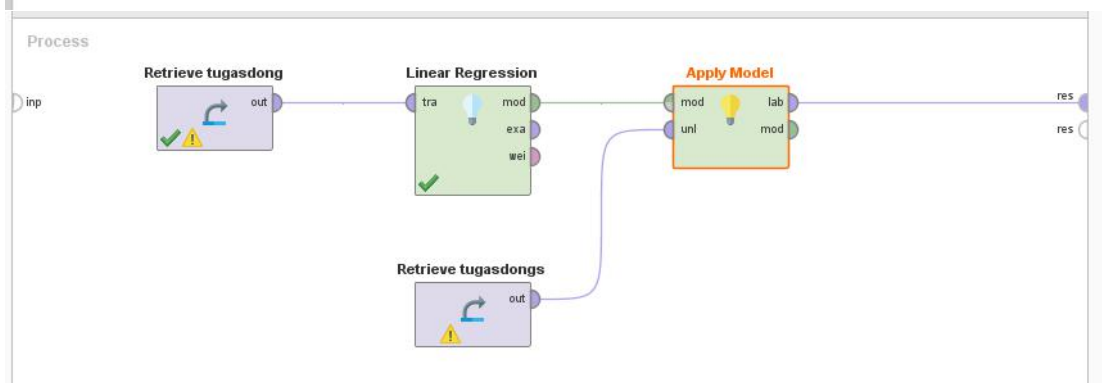 Process
Retrieve tugasdong
Linear Regression
Apply Model
inp
out
tra
mod
exa
wei
mod
lab
unl
mod
res
res
Retrieve tugasdongs
out